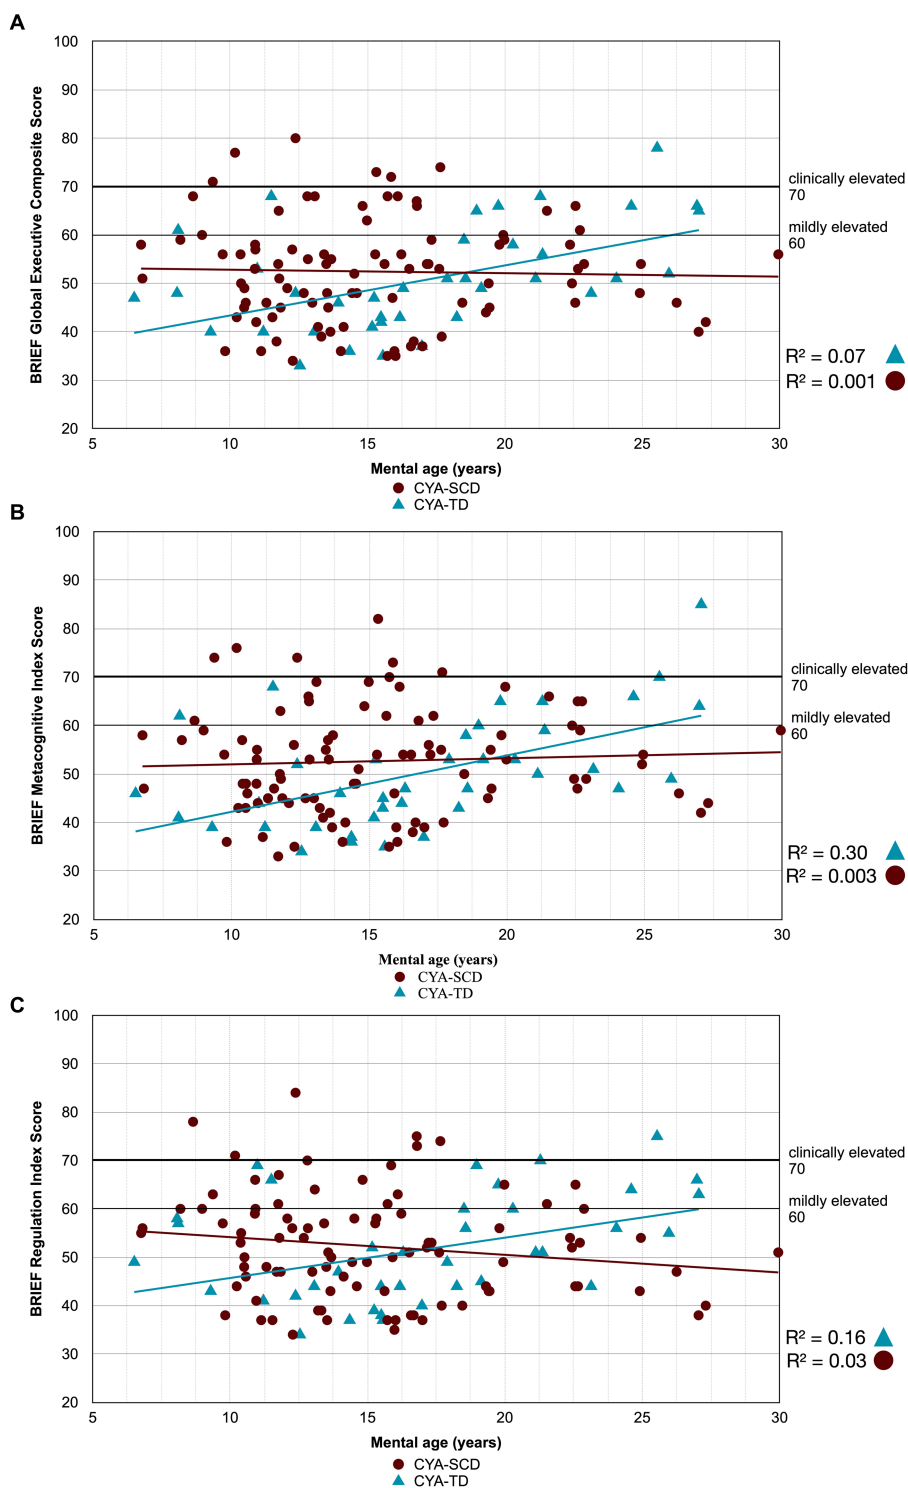 A
BRIEF Global Executive Composite Score
100
90
80
70
60
50
40
30
20
clinically elevated
70
mildly elevated
60
R² = 0.07
R² = 0.001
5 10 15 20 25 30
Mental age (years)
CYA-SCD
CYA-TD
B
BRIEF Metacognitive Index Score
100
90
80
70
60
50
40
30
20
clinically elevated
70
mildly elevated
60
R² = 0.30
R² = 0.003
5 10 15 20 25 30
Mental age (years)
CYA-SCD
CYA-TD
C
BRIEF Regulation Index Score
100
90
80
70
60
50
40
30
20
clinically elevated
70
mildly elevated
60
R² = 0.16
R² = 0.03
5 10 15 20 25 30
Mental age (years)
CYA-SCD
CYA-TD